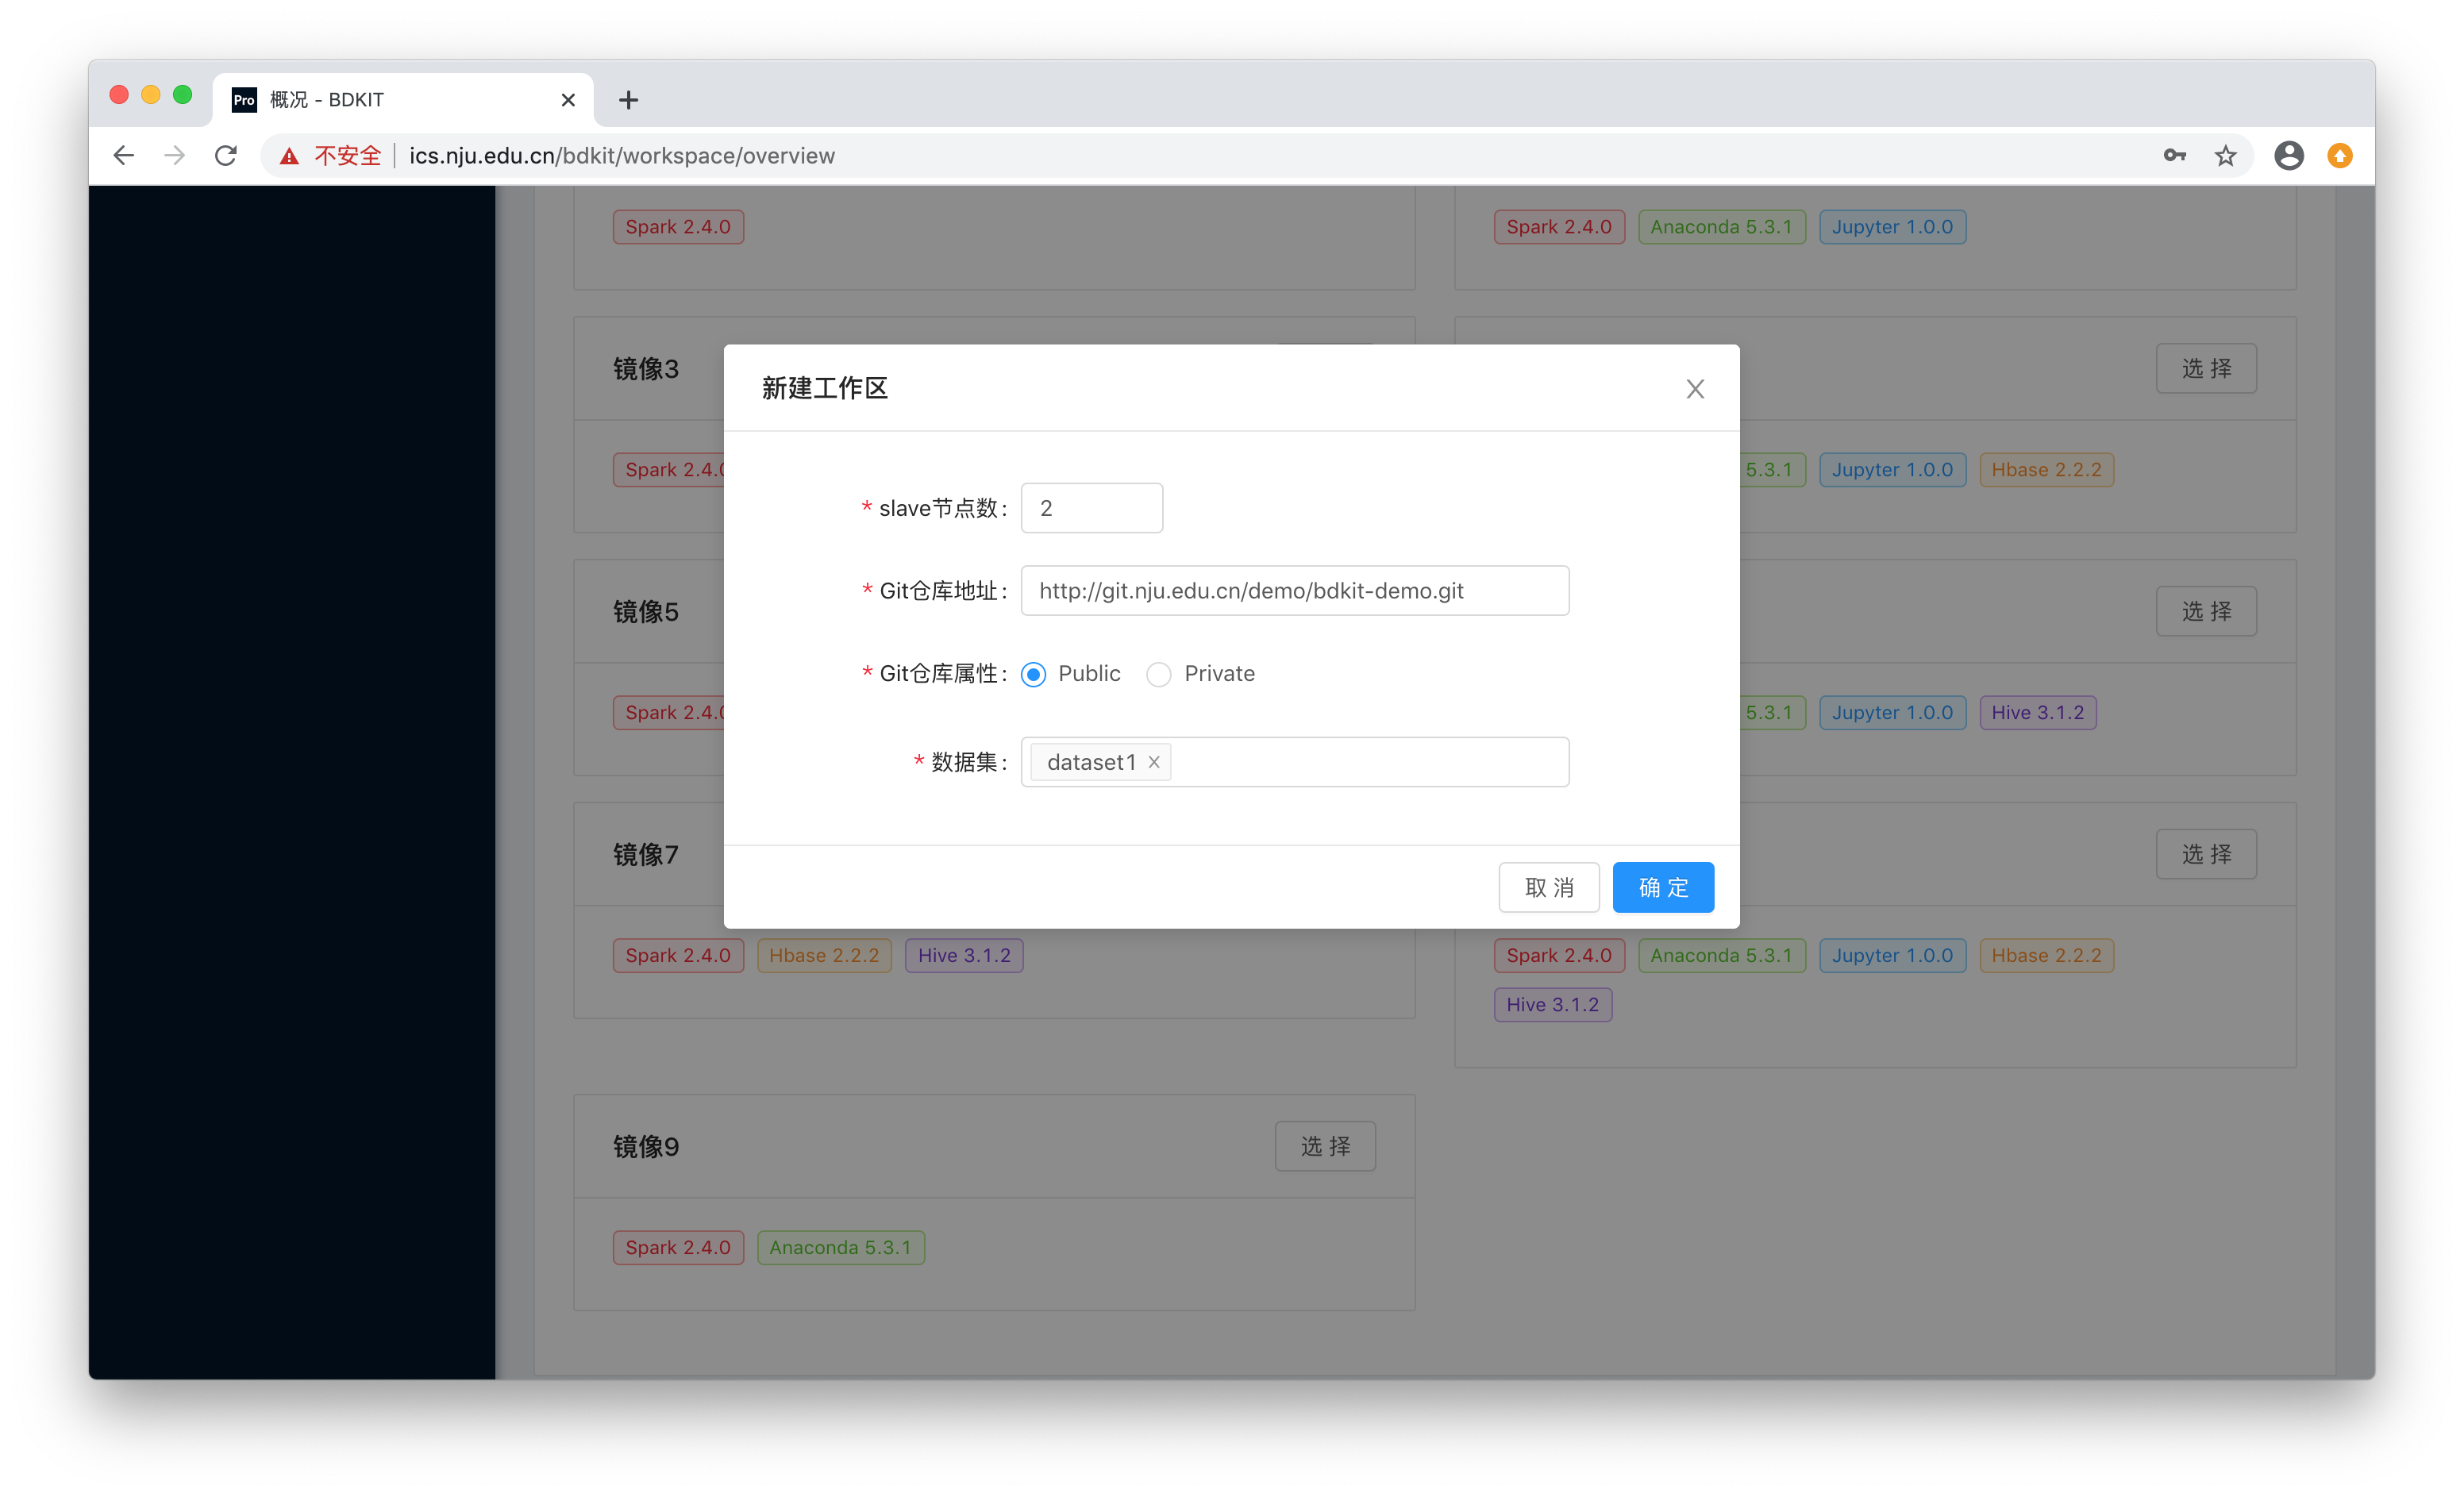 Pro 概况 - BDKIT
不安全 ics.nju.edu.cn/bdkit/workspace/overview
Spark 2.4.0
Spark 2.4.0 Anaconda 5.3.1 Jupyter 1.0.0
镜像3
选 择
Spark 2.4.0
5.3.1 Jupyter 1.0.0 Hbase 2.2.2
镜像5
选 择
Spark 2.4.0
5.3.1 Jupyter 1.0.0 Hive 3.1.2
镜像7
选 择
Spark 2.4.0 Hbase 2.2.2 Hive 3.1.2
Spark 2.4.0 Anaconda 5.3.1 Jupyter 1.0.0 Hbase 2.2.2
Hive 3.1.2
镜像9 选 择
Spark 2.4.0 Anaconda 5.3.1
新建工作区
* slave节点数: 2
* Git仓库地址: http://git.nju.edu.cn/demo/bdkit-demo.git
* Git仓库属性: Public Private
* 数据集: dataset1
取 消 确 定